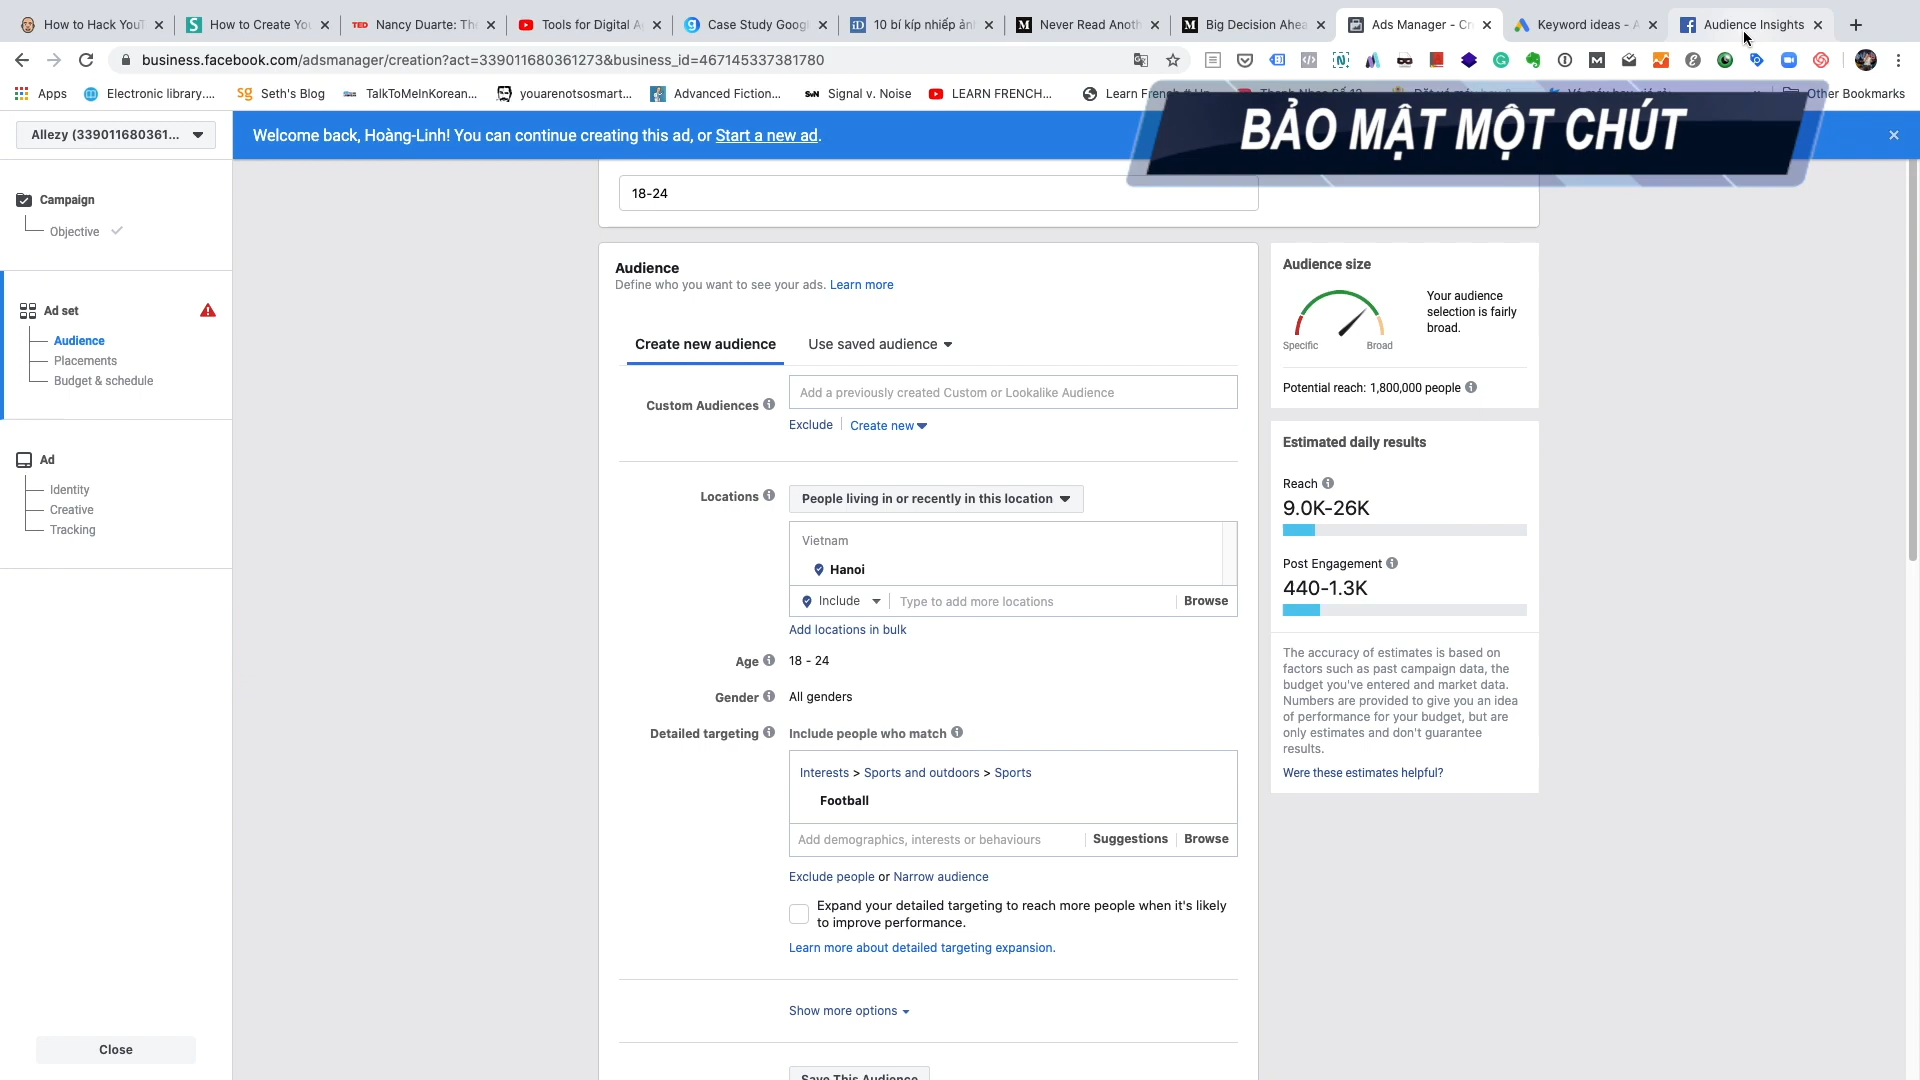 How to Hack You
How to Create Yo
TED
Nancy Duarte: Th
Tools for Digital A
Case Study Goog
iD
10 bí kíp nhiếp ản
Never Read Anoth
Big Decision Ahea
Ads Manager - Cr
Keyword ideas - A
Audience Insights
business.facebook.com/adsmanager/creation?act=339011680361273&business_id=467145337381780
Apps
Electronic library....
SG
Seth's Blog
TalkToMeInKorean...
youarenotsosmart...
Advanced Fiction...
SvN
Signal v. Noise
LEARN FRENCH...
Other Bookmarks
BẢO MẬT MỘT CHÚT
Allezy (33901168036​1...
Welcome back, Hoàng-Linh! You can continue creating this ad, or Start a new ad.
Campaign
Objective
Ad set
Audience
Placements
Budget & schedule
Ad
Identity
Creative
Tracking
Close
18-24
Audience
Define who you want to see your ads. Learn more
Create new audience
Use saved audience
Custom Audiences
Add a previously created Custom or Lookalike Audience
Exclude
Create new
Locations
People living in or recently in this location
Vietnam
Hanoi
Include
Type to add more locations
Browse
Add locations in bulk
Age
18 - 24
Gender
All genders
Detailed targeting
Include people who match
Interests > Sports and outdoors > Sports
Football
Add demographics, interests or behaviours
Suggestions
Browse
Exclude people or Narrow audience
Expand your detailed targeting to reach more people when it's likely
to improve performance.
Learn more about detailed targeting expansion.
Show more options
Save This Audience
Audience size
Your audience
selection is fairly
broad.
Specific
Broad
Potential reach: 1,800,000 people
Estimated daily results
Reach
9.0K-26K
Post Engagement
440-1.3K
The accuracy of estimates is based on
factors such as past campaign data, the
budget you've entered and market data.
Numbers are provided to give you an idea
of performance for your budget, but are
only estimates and don't guarantee
results.
Were these estimates helpful?